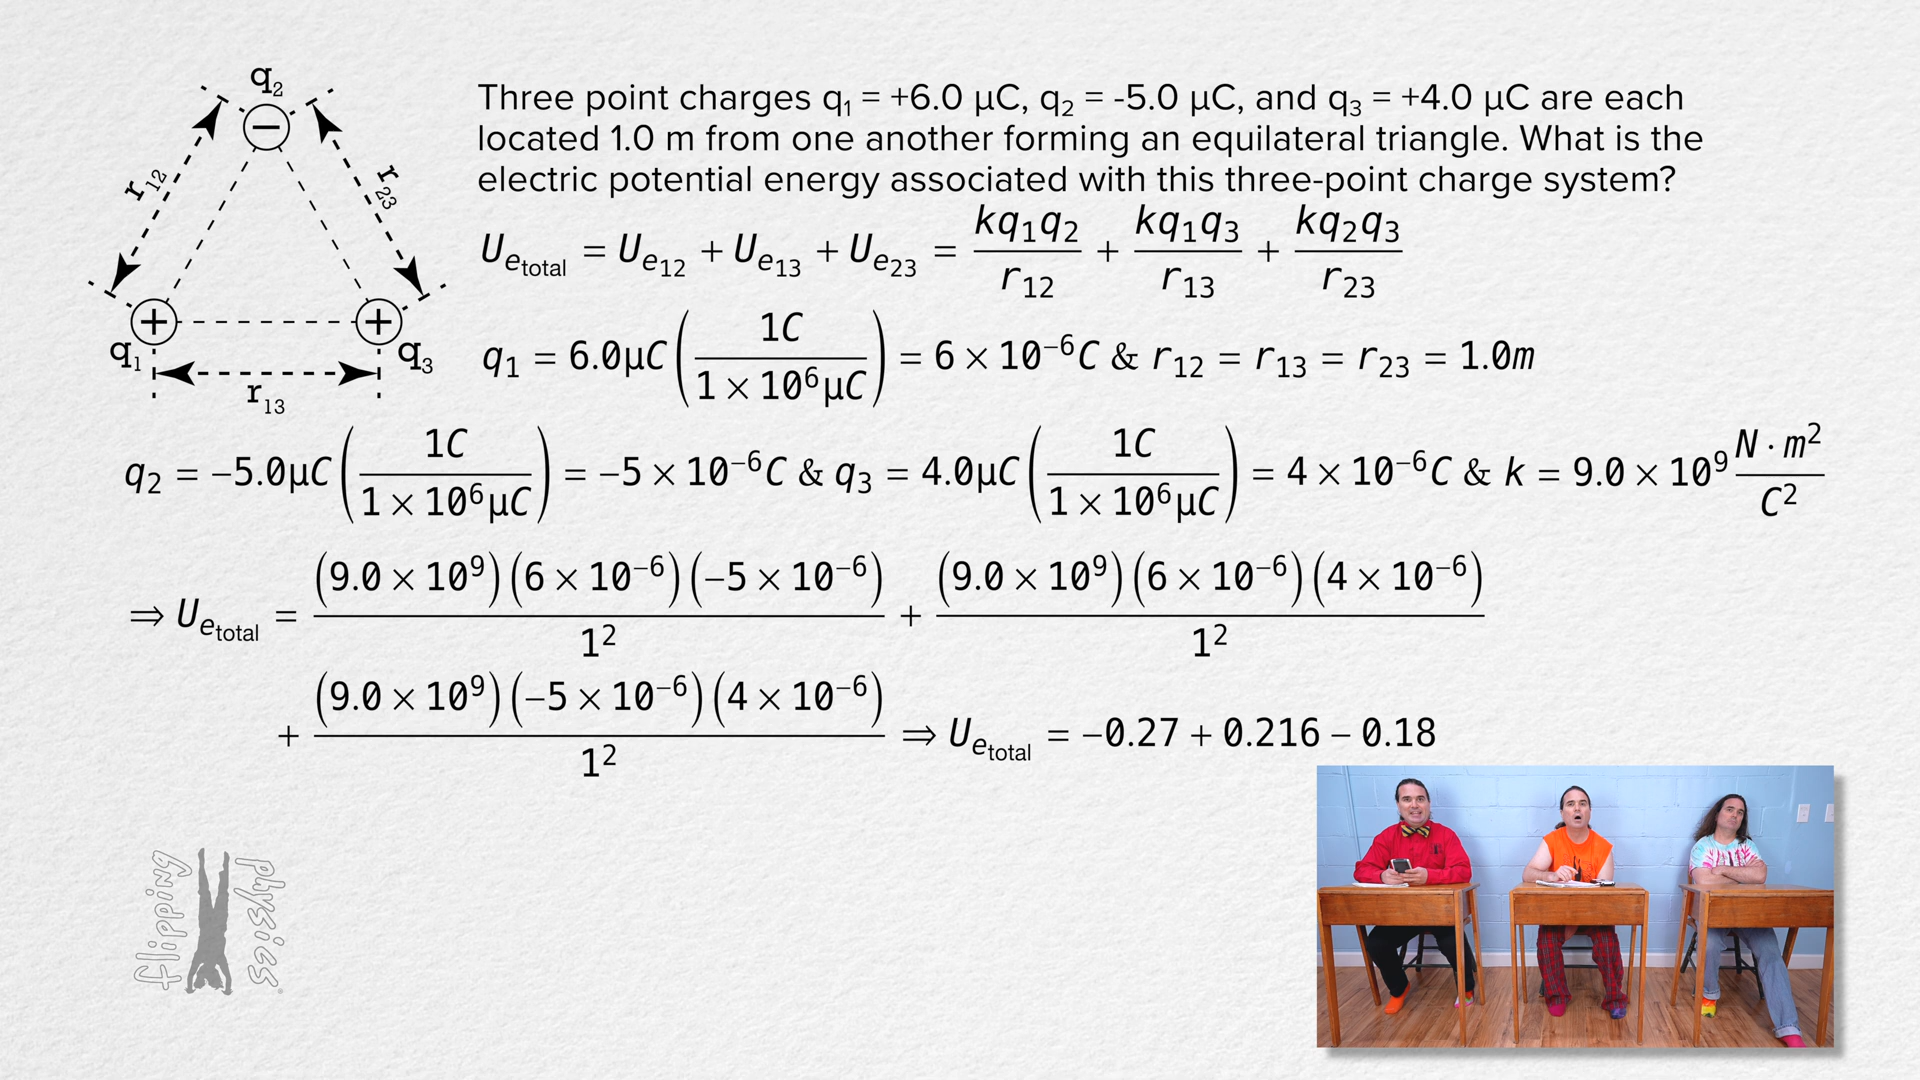 q₂
r₁₂
r₂₃
q₁
q₃
r₁₃
Three point charges q₁ = +6.0 µC, q₂ = -5.0 µC, and q₃ = +4.0 µC are each
located 1.0 m from one another forming an equilateral triangle. What is the
electric potential energy associated with this three-point charge system?
U_e_total = U_e₁₂ + U_e₁₃ + U_e₂₃ = kq₁q₂/r₁₂ + kq₁q₃/r₁₃ + kq₂q₃/r₂₃
q₁ = 6.0µC(1C/1 × 10⁶µC) = 6 × 10⁻⁶C & r₁₂ = r₁₃ = r₂₃ = 1.0m
q₂ = −5.0µC(1C/1 × 10⁶µC) = −5 × 10⁻⁶C & q₃ = 4.0µC(1C/1 × 10⁶µC) = 4 × 10⁻⁶C & k = 9.0 × 10⁹ N · m²/C²
⇒ U_e_total = (9.0 × 10⁹)(6 × 10⁻⁶)(−5 × 10⁻⁶)/1² + (9.0 × 10⁹)(6 × 10⁻⁶)(4 × 10⁻⁶)/1²
+ (9.0 × 10⁹)(−5 × 10⁻⁶)(4 × 10⁻⁶)/1² ⇒ U_e_total = −0.27 + 0.216 − 0.18
flipping
physics